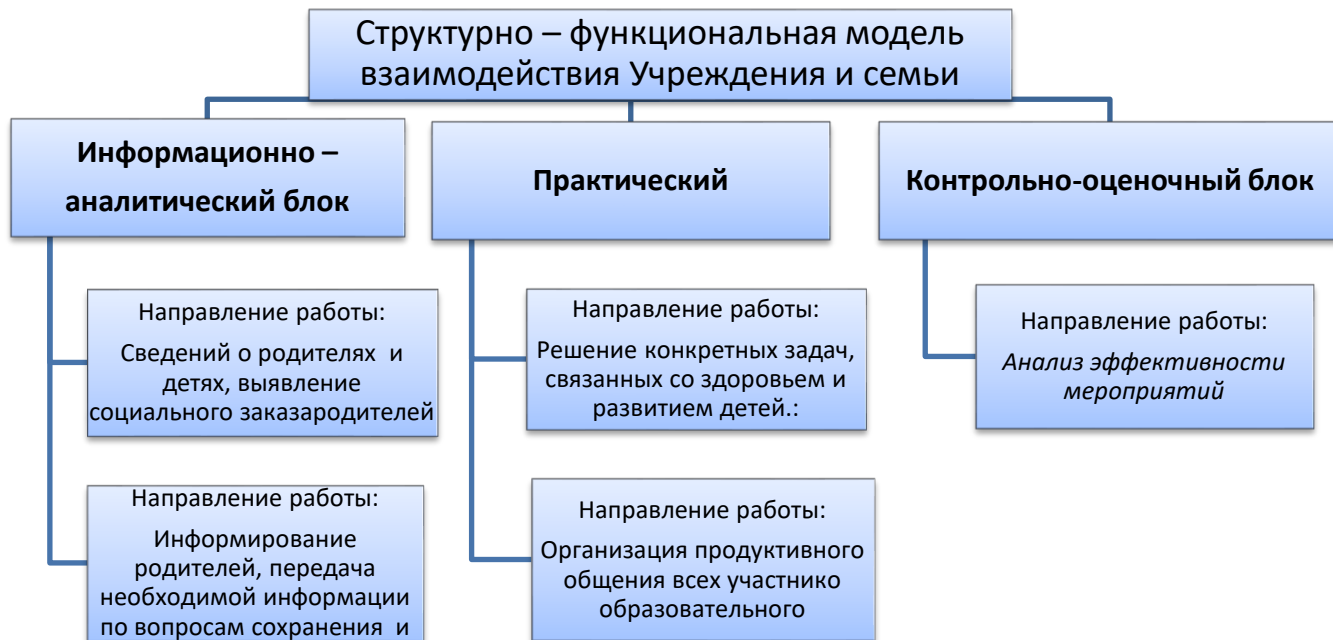 Структурно – функциональная модель
взаимодействия Учреждения и семьи
Информационно –
аналитический блок
Направление работы:
Сведений о родителях и
детях, выявление
социального заказародителей
Направление работы:
Информирование
родителей, передача
необходимой информации
по вопросам сохранения и
Практический
Направление работы:
Решение конкретных задач,
связанных со здоровьем и
развитием детей.:
Направление работы:
Организация продуктивного
общения всех участнико
образовательного
Контрольно-оценочный блок
Направление работы:
Анализ эффективности
мероприятий